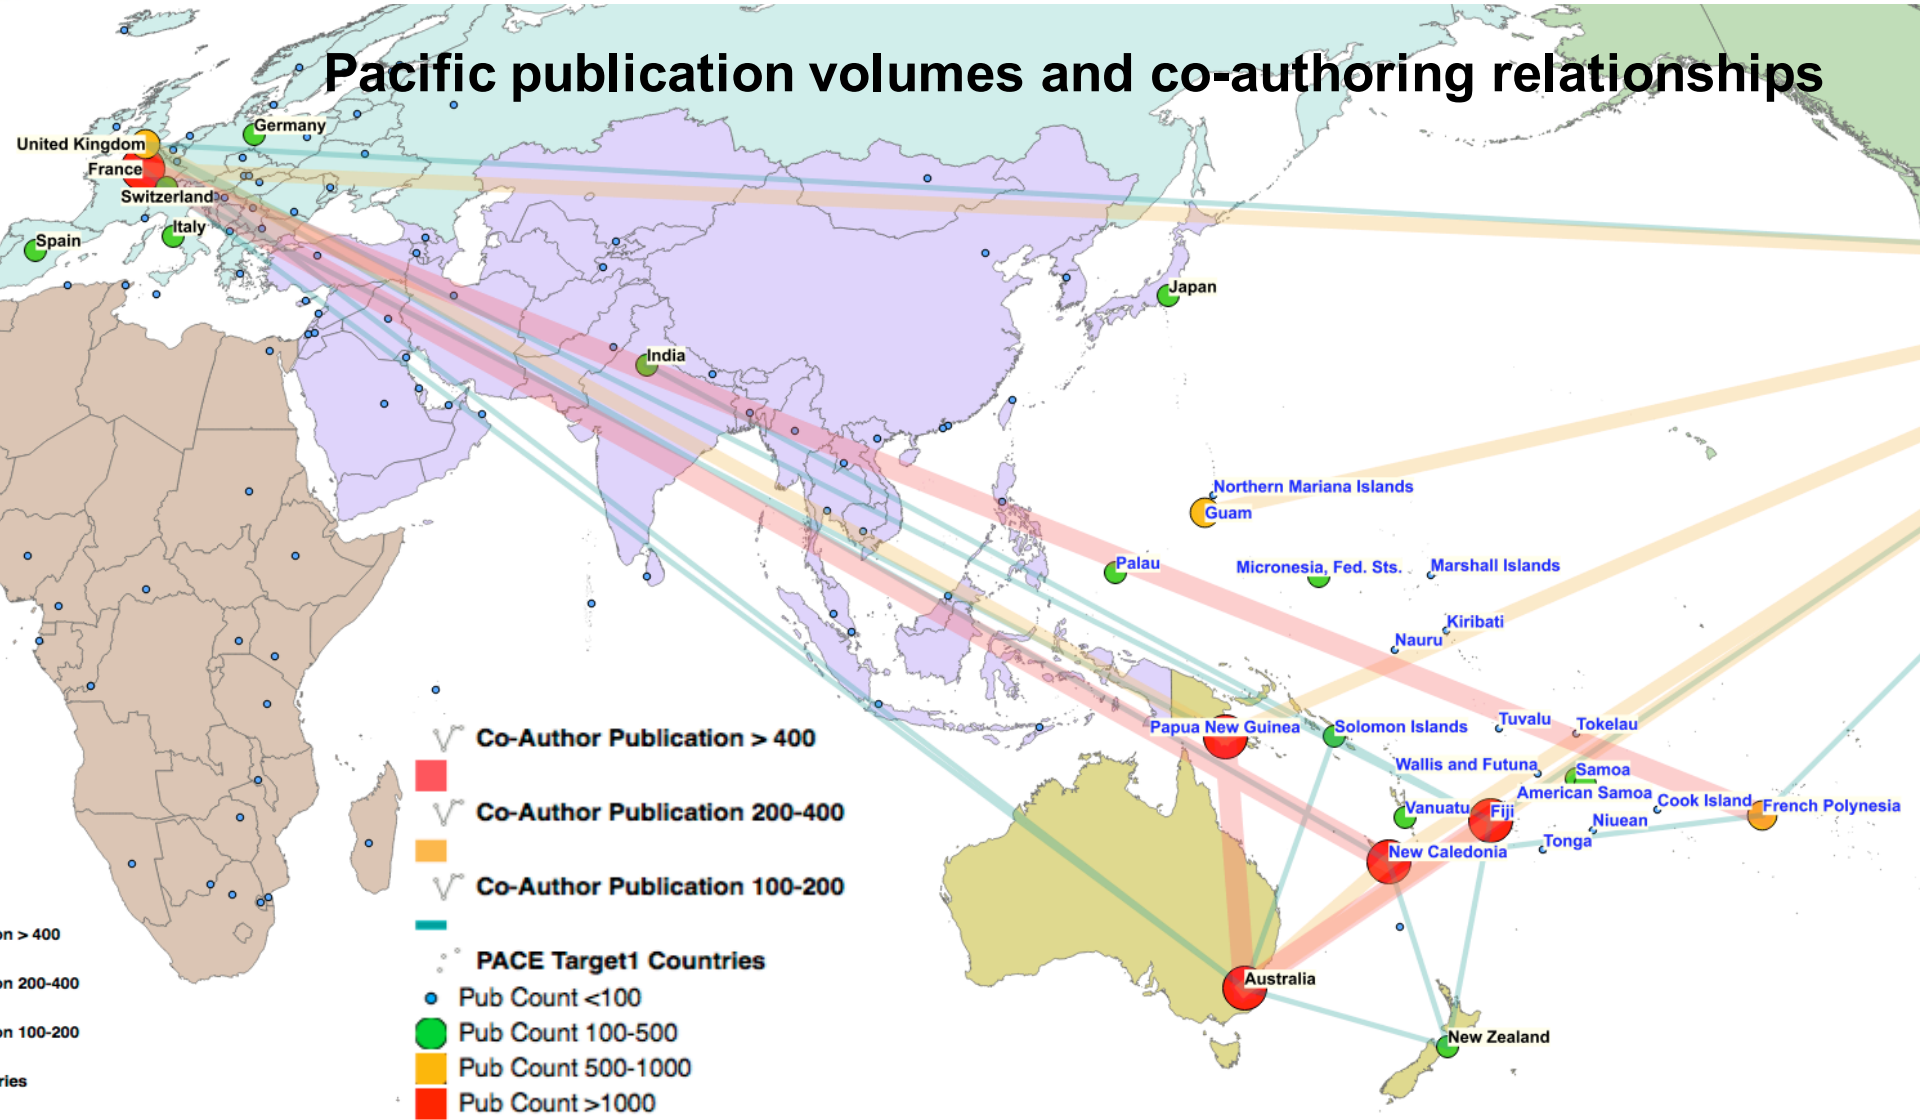 Pacific publication volumes and co-authoring relationships
Germany
United Kingdom
France
Switzerland
Italy
Spain
Japan
India
Northern Mariana Islands
Guam
Palau
Micronesia, Fed. Sts.
Marshall Islands
Kiribati
Nauru
Papua New Guinea
Solomon Islands
Tuvalu
Tokelau
Wallis and Futuna
Samoa
American Samoa
Cook Island
French Polynesia
Vanuatu
Fiji
Niuean
Tonga
New Caledonia
Australia
New Zealand
Co-Author Publication > 400
Co-Author Publication 200-400
Co-Author Publication 100-200
PACE Target1 Countries
Pub Count <100
Pub Count 100-500
Pub Count 500-1000
Pub Count >1000
on > 400
on 200-400
on 100-200
ries